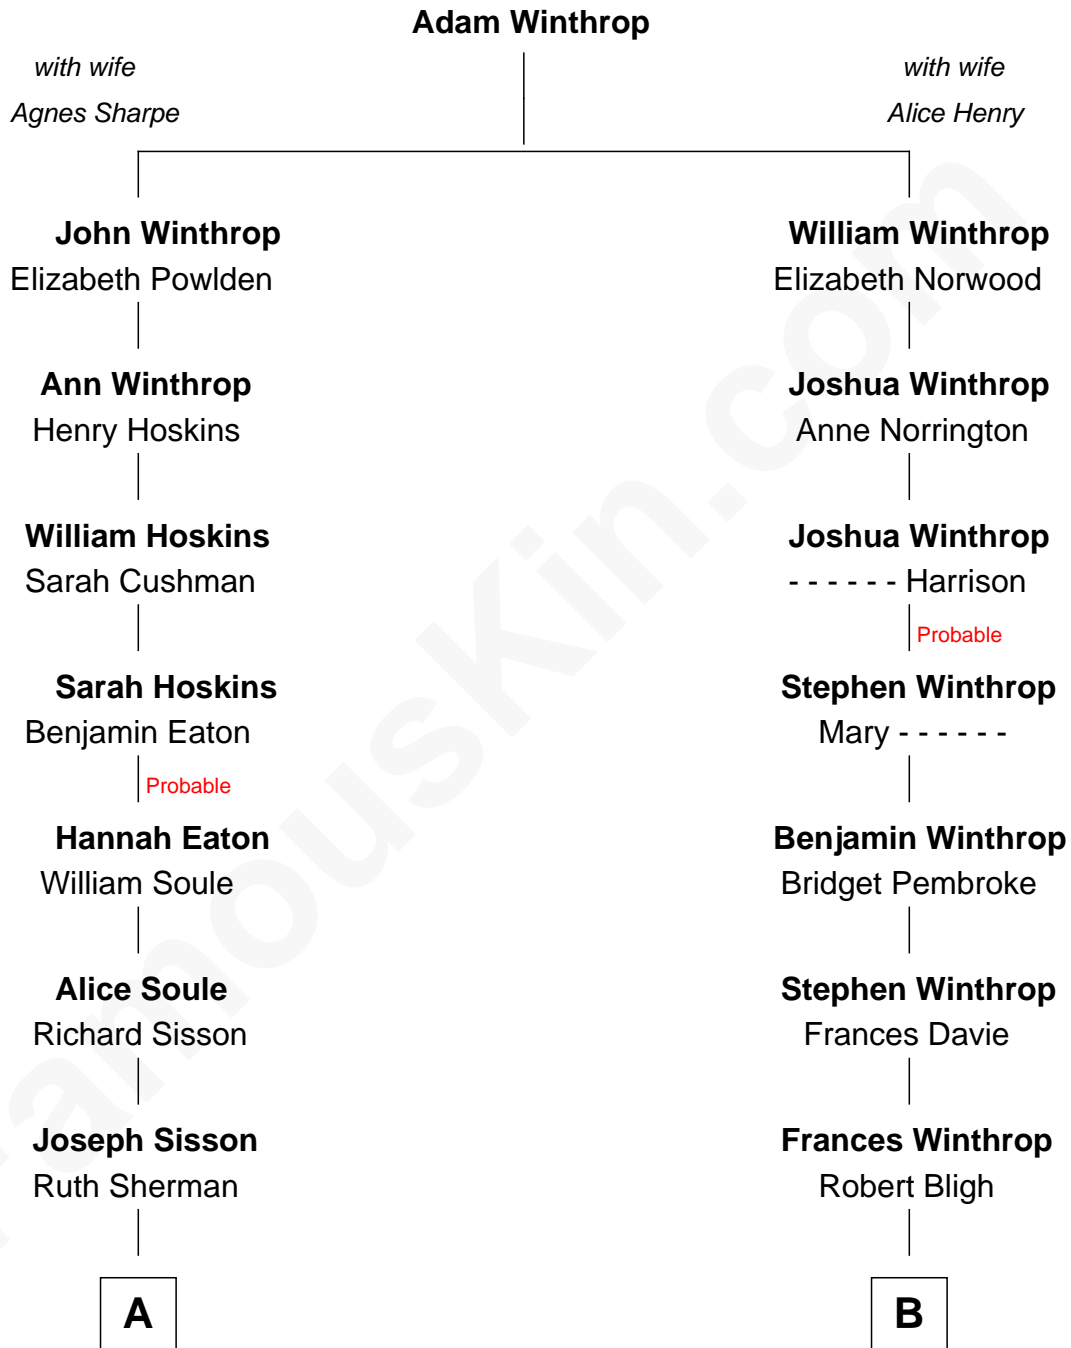 Adam Winthrop
with wife
Agnes Sharpe
with wife
Alice Henry
John Winthrop
Elizabeth Powlden
William Winthrop
Elizabeth Norwood
Ann Winthrop
Henry Hoskins
Joshua Winthrop
Anne Norrington
William Hoskins
Sarah Cushman
Joshua Winthrop
- - - - - - Harrison
Probable
Sarah Hoskins
Benjamin Eaton
Stephen Winthrop
Mary - - - - - -
Probable
Hannah Eaton
William Soule
Benjamin Winthrop
Bridget Pembroke
Alice Soule
Richard Sisson
Stephen Winthrop
Frances Davie
Joseph Sisson
Ruth Sherman
Frances Winthrop
Robert Bligh
A
B
FamousKin.com